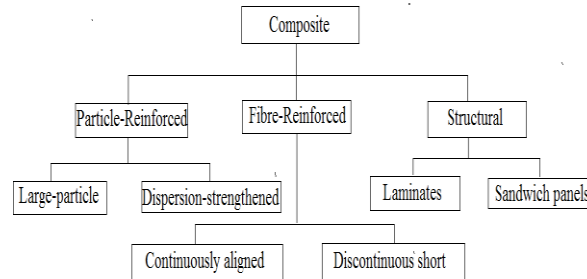 Composite
Particle-Reinforced
Fibre-Reinforced
Structural
Large-particle
Dispersion-strengthened
Laminates
Sandwich panels
Continuously aligned
Discontinuous short